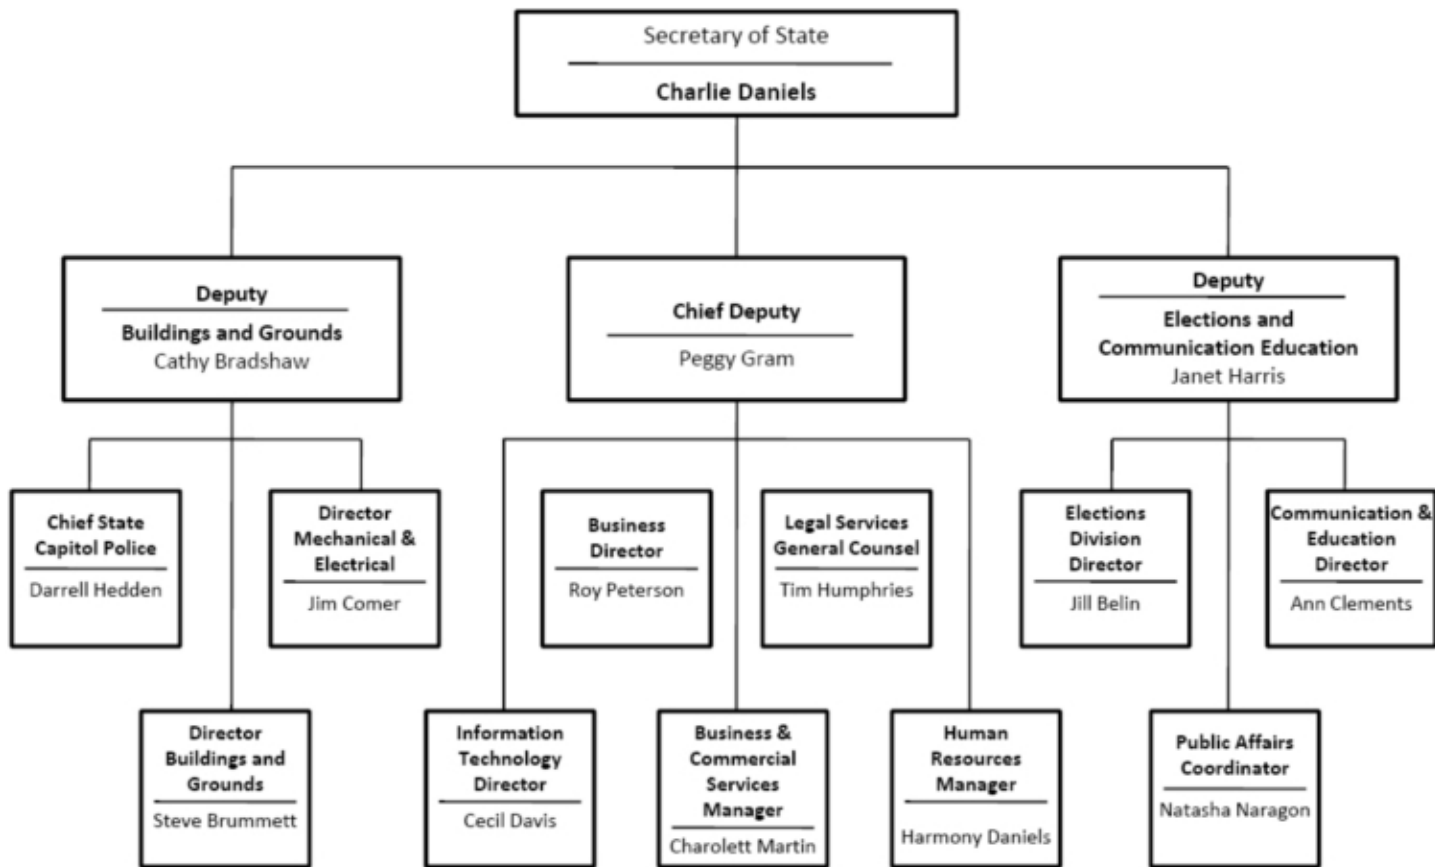 Secretary of State
Charlie Daniels
Deputy
Buildings and Grounds
Cathy Bradshaw
Chief Deputy
Peggy Gram
Deputy
Elections and
Communication Education
Janet Harris
Chief State
Capitol Police
Darrell Hedden
Director
Mechanical &
Electrical
Jim Comer
Business
Director
Roy Peterson
Legal Services
General Counsel
Tim Humphries
Elections
Division
Director
Jill Belin
Communication &
Education
Director
Ann Clements
Director
Buildings and
Grounds
Steve Brummett
Information
Technology
Director
Cecil Davis
Business &
Commercial
Services
Manager
Charolett Martin
Human
Resources
Manager
Harmony Daniels
Public Affairs
Coordinator
Natasha Naragon